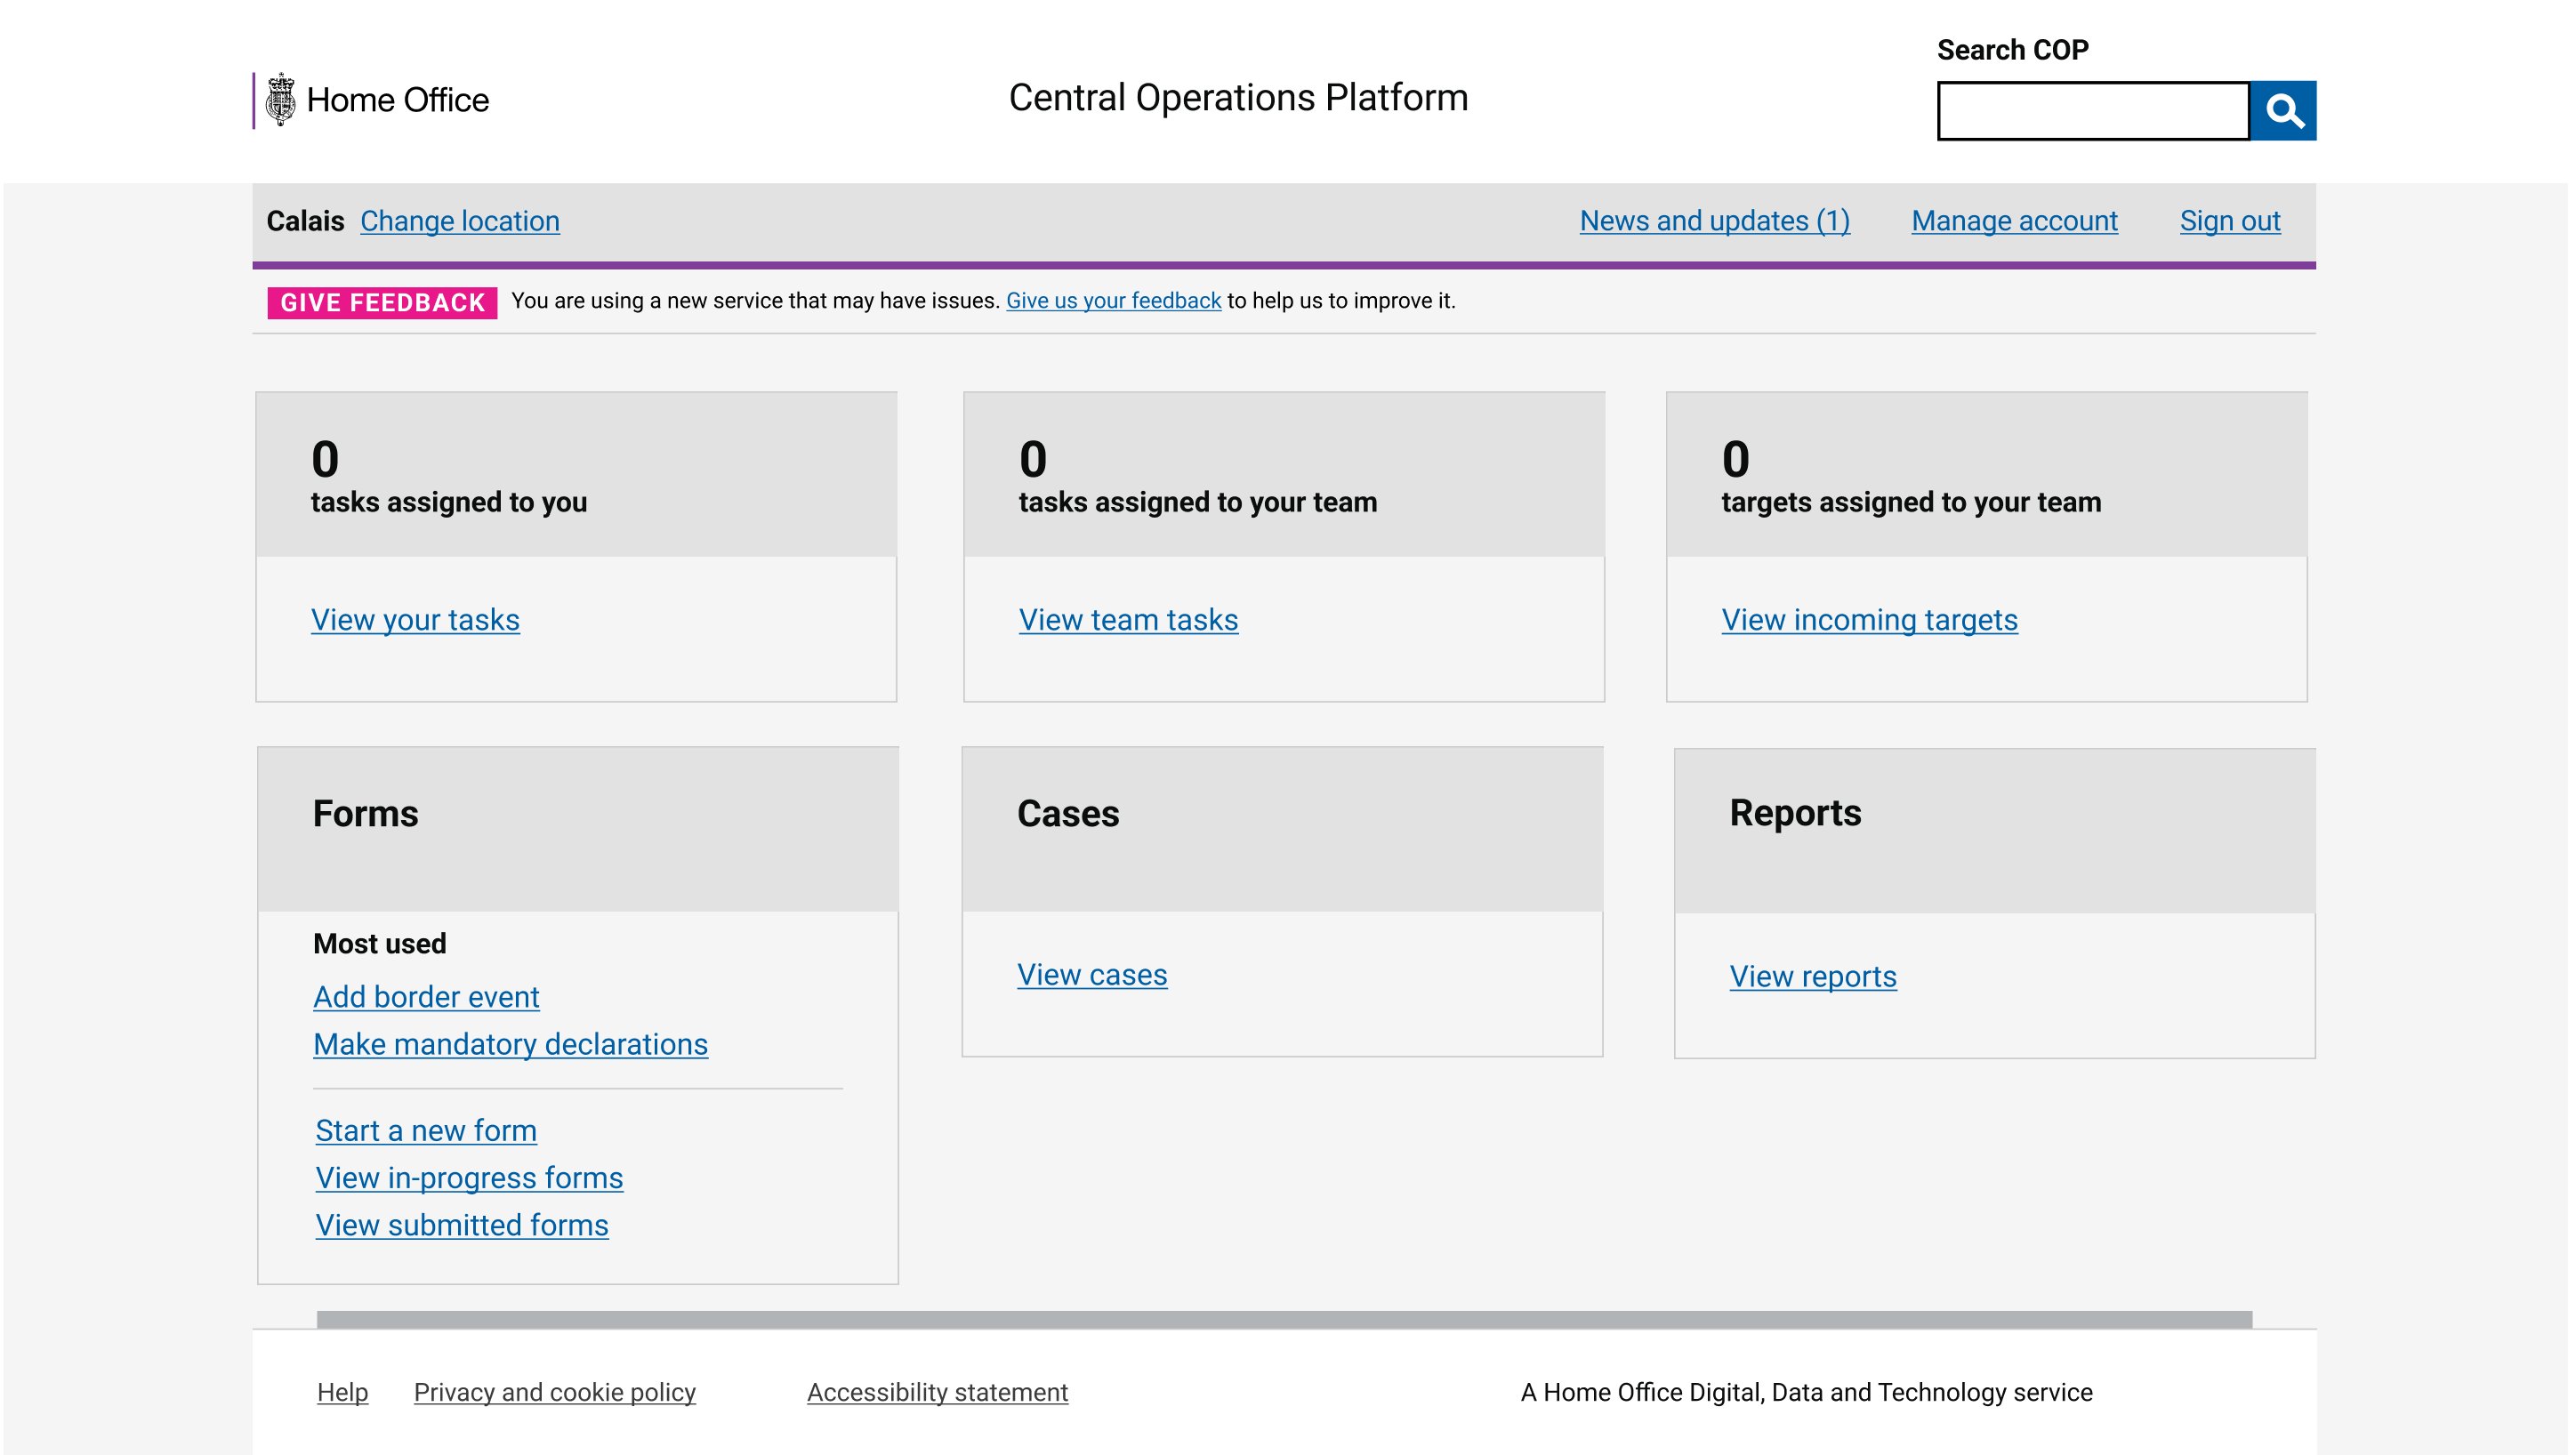 Search COP
Home Office
Central Operations Platform
Calais Change location
News and updates (1) Manage account Sign out
GIVE FEEDBACK You are using a new service that may have issues. Give us your feedback to help us to improve it.
0
tasks assigned to you
View your tasks
0
tasks assigned to your team
View team tasks
0
targets assigned to your team
View incoming targets
Forms
Most used
Add border event
Make mandatory declarations
Start a new form
View in-progress forms
View submitted forms
Cases
View cases
Reports
View reports
Help Privacy and cookie policy Accessibility statement
A Home Office Digital, Data and Technology service